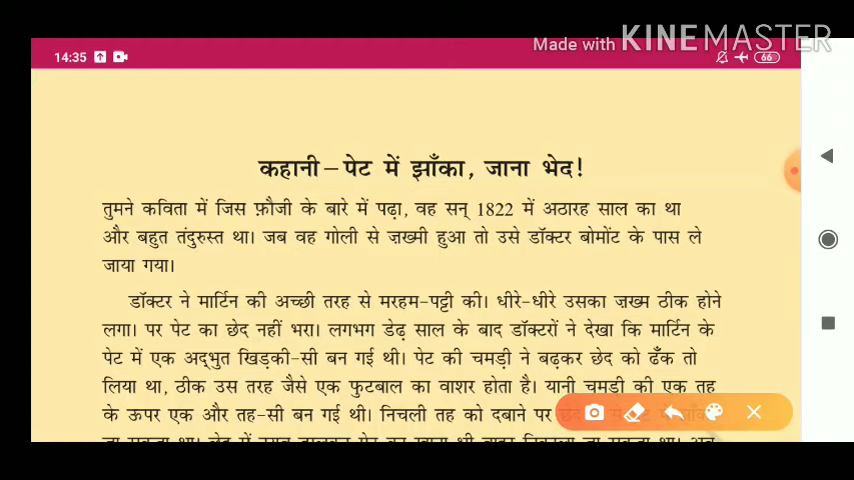 Made with KINEMASTER
14:35
66
कहानी – पेट में झाँका, जाना भेद!
तुमने कविता में जिस फ़ौजी के बारे में पढ़ा, वह सन् 1822 में अठारह साल का था
और बहुत तंदुरुस्त था। जब वह गोली से ज़ख्मी हुआ तो उसे डॉक्टर बोमोंट के पास ले
जाया गया।
डॉक्टर ने मार्टिन की अच्छी तरह से मरहम-पट्टी की। धीरे-धीरे उसका ज़ख्म ठीक होने
लगा। पर पेट का छेद नहीं भरा। लगभग डेढ़ साल के बाद डॉक्टरों ने देखा कि मार्टिन के
पेट में एक अद्भुत खिड़की-सी बन गई थी। पेट की चमड़ी ने बढ़कर छेद को ढँक तो
लिया था, ठीक उस तरह जैसे एक फुटबाल का वाशर होता है। यानी चमड़ी की एक तह
के ऊपर एक और तह-सी बन गई थी। निचली तह को दबाने पर